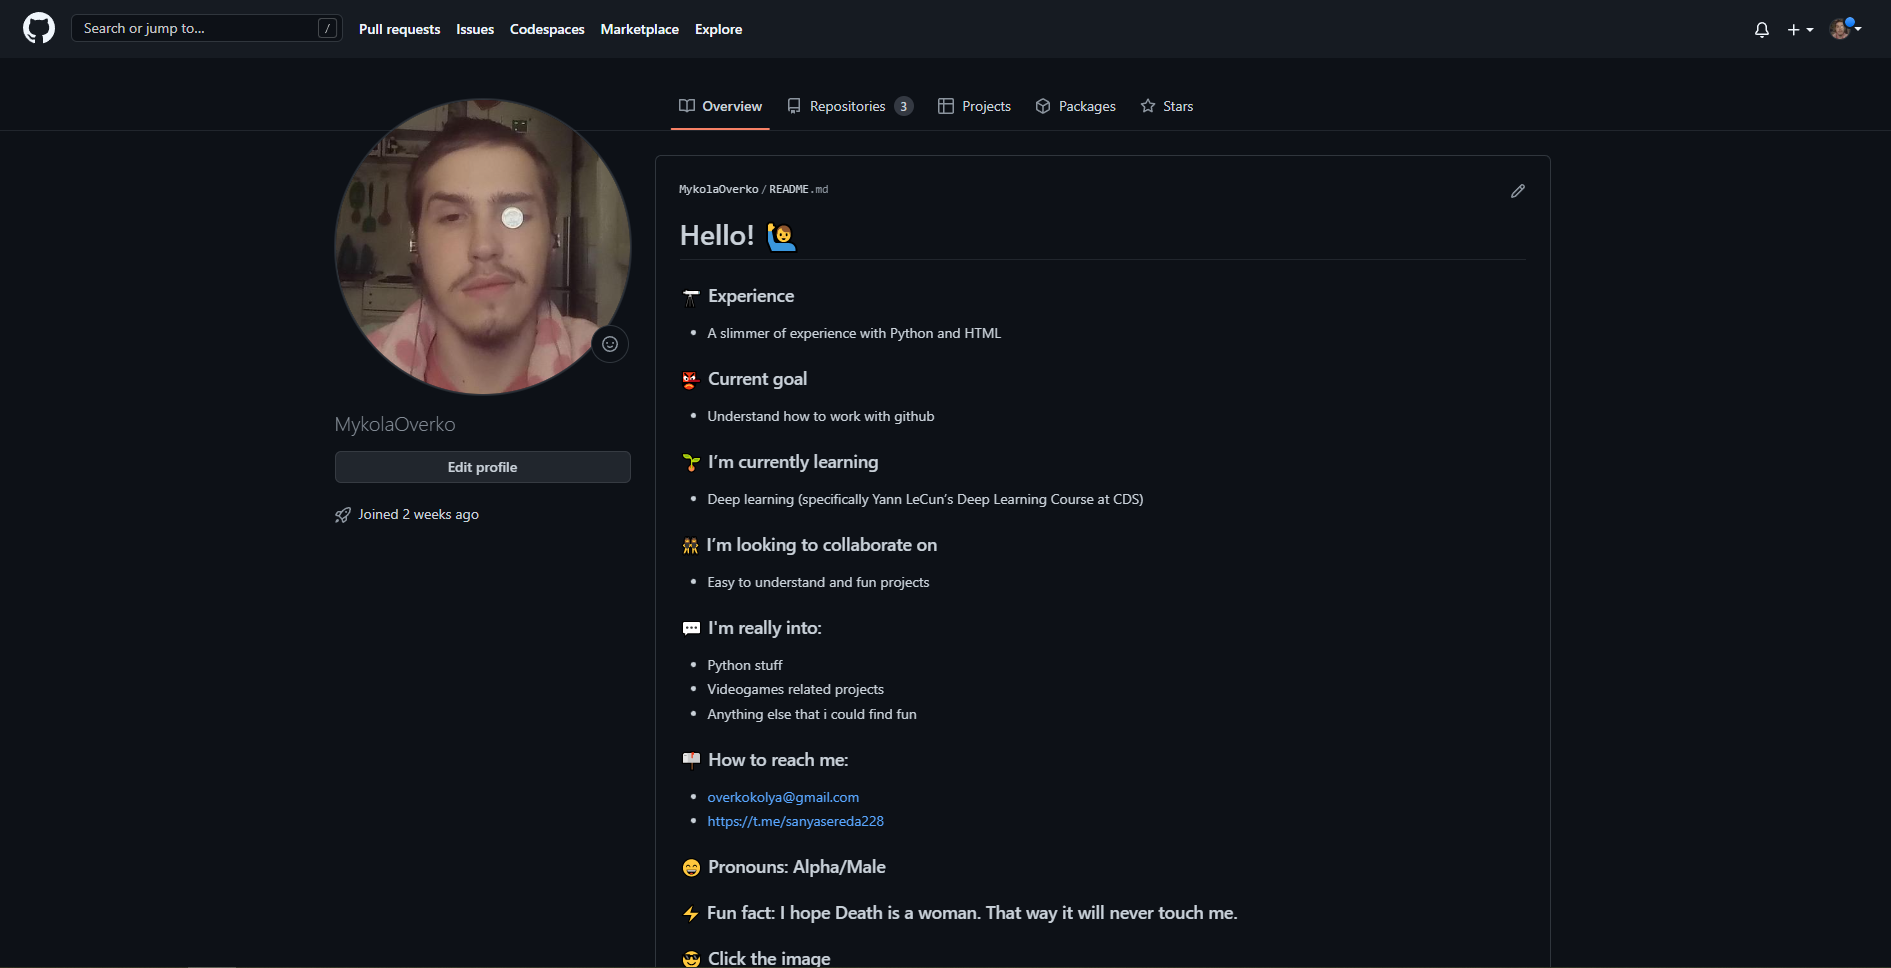 Search or jump to...
/
Pull requests
Issues
Codespaces
Marketplace
Explore
Overview
Repositories 3
Projects
Packages
Stars
MykolaOverko
Edit profile
Joined 2 weeks ago
MykolaOverko/README.md
Hello!
Experience
A slimmer of experience with Python and HTML
Current goal
Understand how to work with github
I’m currently learning
Deep learning (specifically Yann LeCun’s Deep Learning Course at CDS)
I’m looking to collaborate on
Easy to understand and fun projects
I'm really into:
Python stuff
Videogames related projects
Anything else that i could find fun
How to reach me:
overkokolya@gmail.com
https://t.me/sanyasereda228
Pronouns: Alpha/Male
Fun fact: I hope Death is a woman. That way it will never touch me.
Click the image